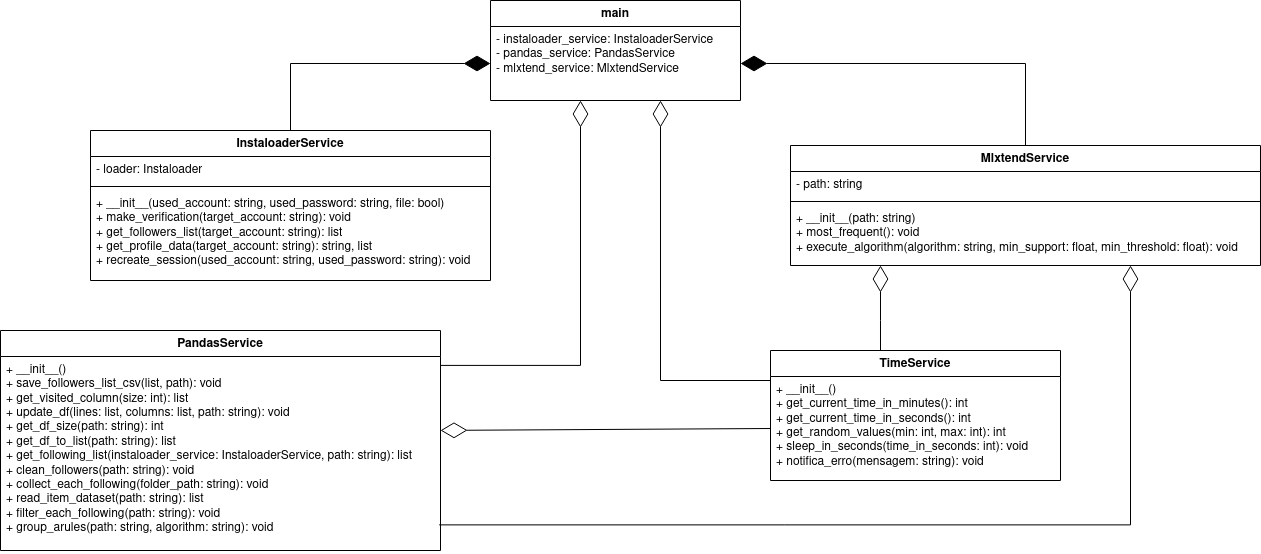 main
- instaloader_service: InstaloaderService
- pandas_service: PandasService
- mlxtend_service: MlxtendService
InstaloaderService
- loader: Instaloader
+ __init__(used_account: string, used_password: string, file: bool)
+ make_verification(target_account: string): void
+ get_followers_list(target_account: string): list
+ get_profile_data(target_account: string): string, list
+ recreate_session(used_account: string, used_password: string): void
MlxtendService
- path: string
+ __init__(path: string)
+ most_frequent(): void
+ execute_algorithm(algorithm: string, min_support: float, min_threshold: float): void
PandasService
+ __init__()
+ save_followers_list_csv(list, path): void
+ get_visited_column(size: int): list
+ update_df(lines: list, columns: list, path: string): void
+ get_df_size(path: string): int
+ get_df_to_list(path: string): list
+ get_following_list(instaloader_service: InstaloaderService, path: string): list
+ clean_followers(path: string): void
+ collect_each_following(folder_path: string): void
+ read_item_dataset(path: string): list
+ filter_each_following(path: string): void
+ group_arules(path: string, algorithm: string): void
TimeService
+ __init__()
+ get_current_time_in_minutes(): int
+ get_current_time_in_seconds(): int
+ get_random_values(min: int, max: int): int
+ sleep_in_seconds(time_in_seconds: int): void
+ notifica_erro(mensagem: string): void